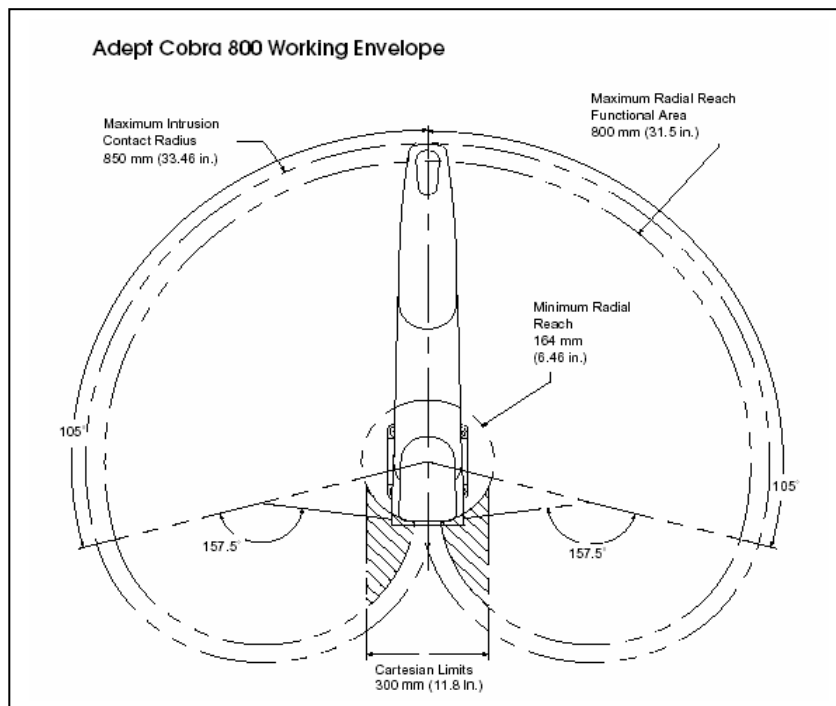 Adept Cobra 800 Working Envelope
Maximum Intrusion
Contact Radius
850 mm (33.46 in.)
Maximum Radial Reach
Functional Area
800 mm (31.5 in.)
Minimum Radial
Reach
164 mm
(6.46 in.)
105°
105°
157.5°
157.5°
Cartesian Limits
300 mm (11.8 In.)